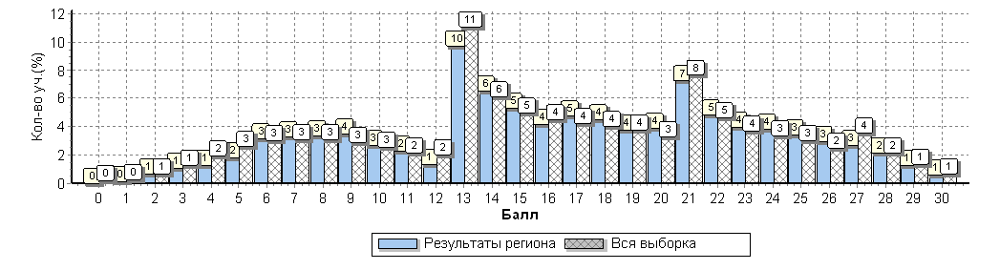 12
10
8
6
4
2
0
Кол-во уч.(%)
0 0 0 0 1 1 1 1 1 2 2 3 3 3 3 3 3 3 4 3 3 3 2 2 1 2 10 11 6 6 5 5 4 4 5 4 4 4 4 4 4 3 7 8 5 5 4 4 4 3 3 3 3 2 3 4 2 2 1 1 1 1
0 1 2 3 4 5 6 7 8 9 10 11 12 13 14 15 16 17 18 19 20 21 22 23 24 25 26 27 28 29 30
Балл
Результаты региона Вся выборка